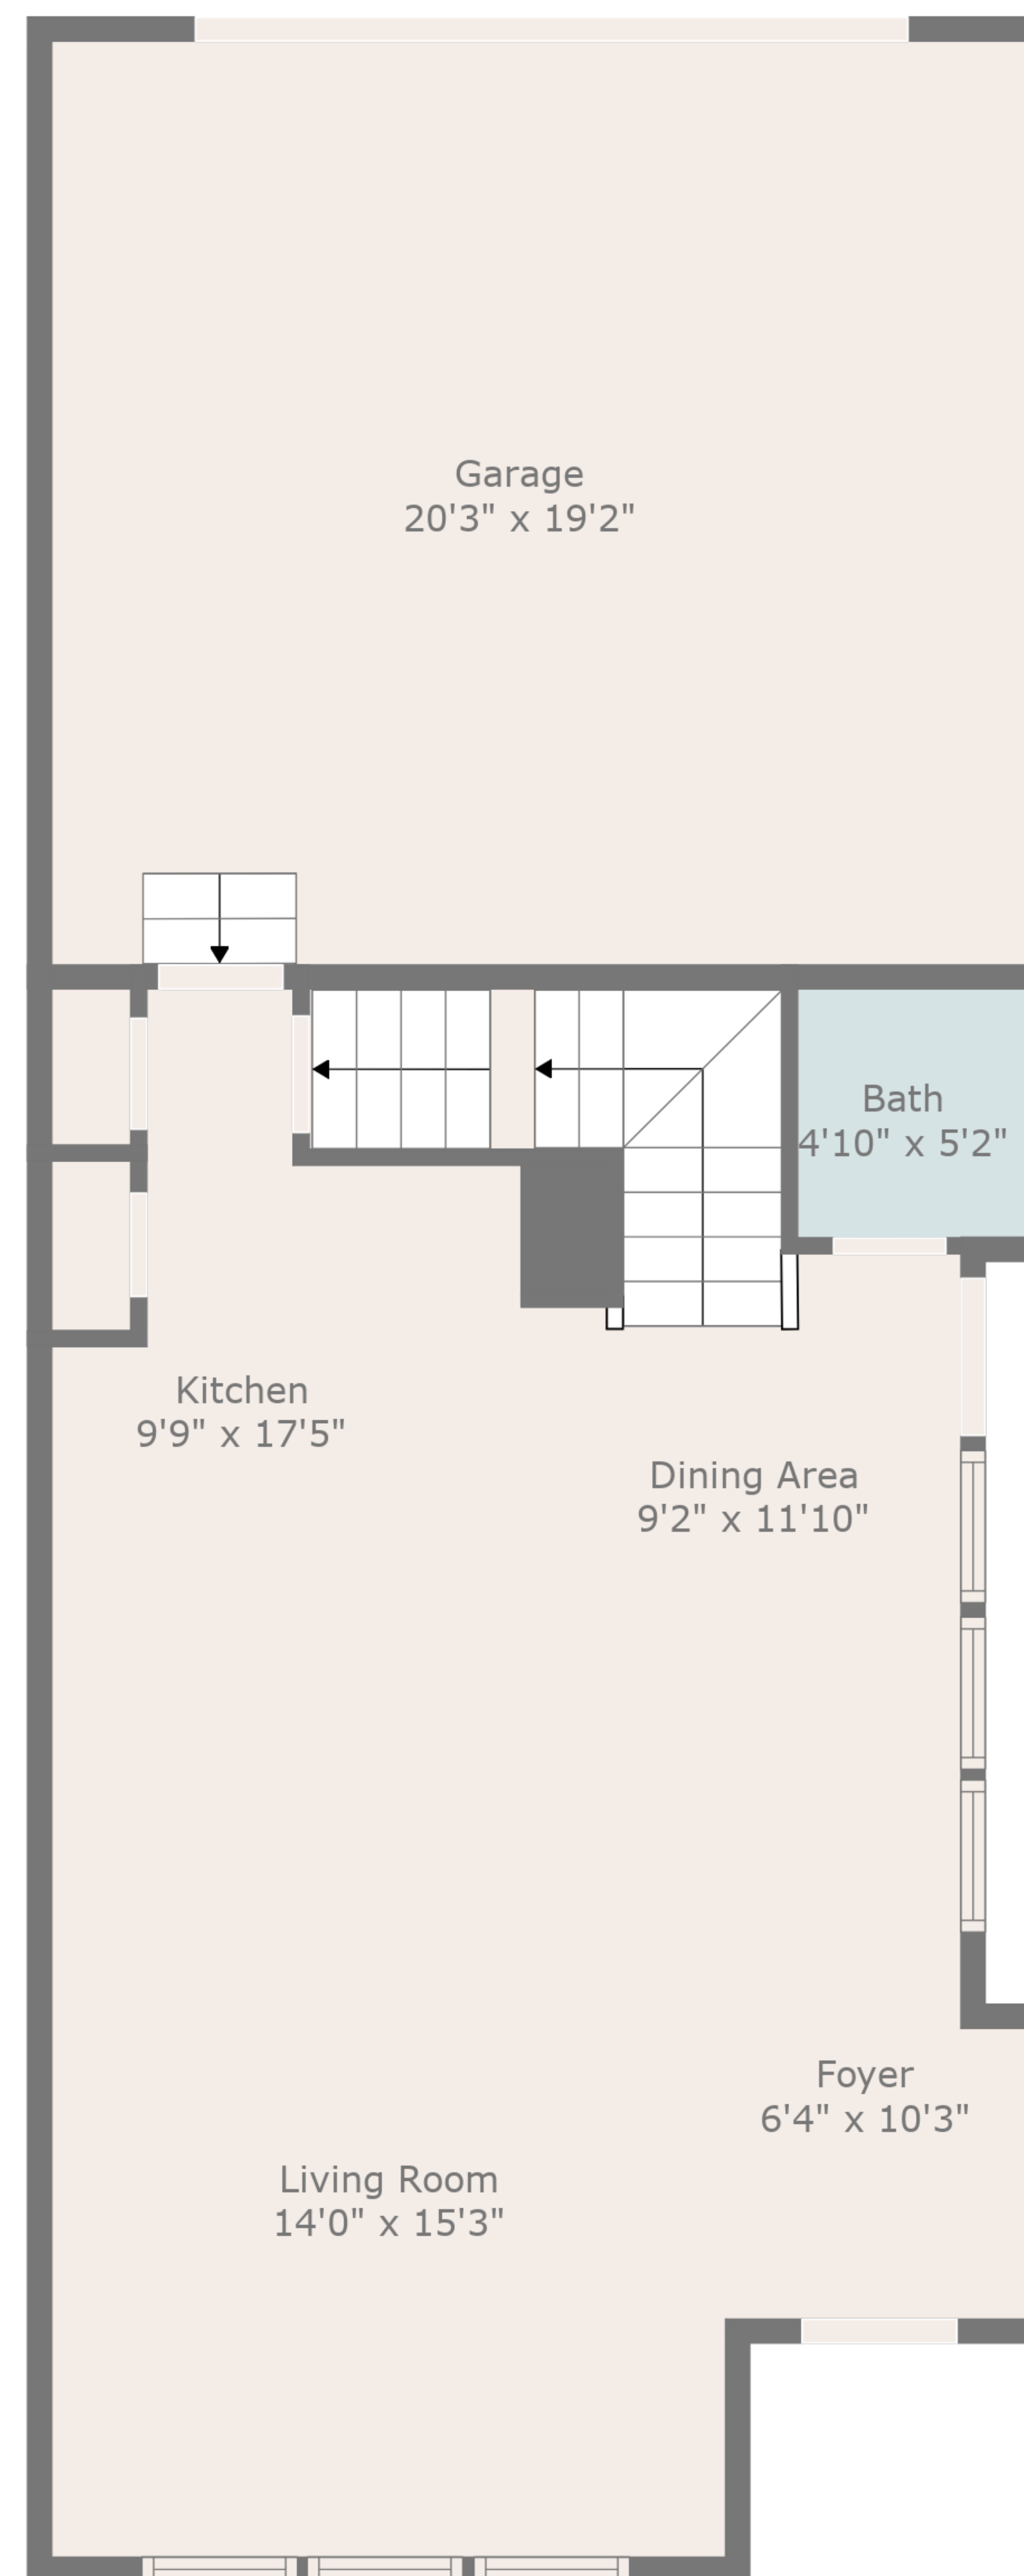 Garage
20'3" x 19'2"
Bath
4'10" x 5'2"
Kitchen
9'9" x 17'5"
Dining Area
9'2" x 11'10"
Foyer
6'4" x 10'3"
Living Room
14'0" x 15'3"